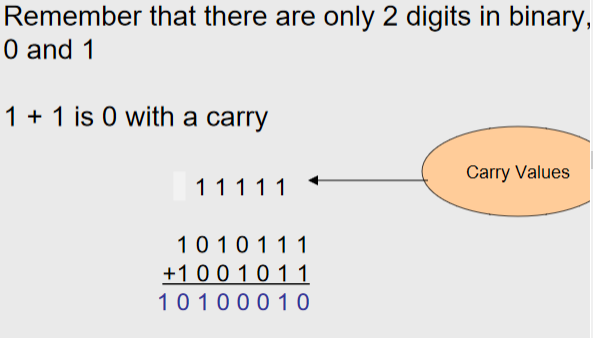 Remember that there are only 2 digits in binary,
0 and 1
1 + 1 is 0 with a carry
Carry Values
1 1 1 1 1
1 0 1 0 1 1 1
+1 0 0 1 0 1 1
1 0 1 0 0 0 1 0